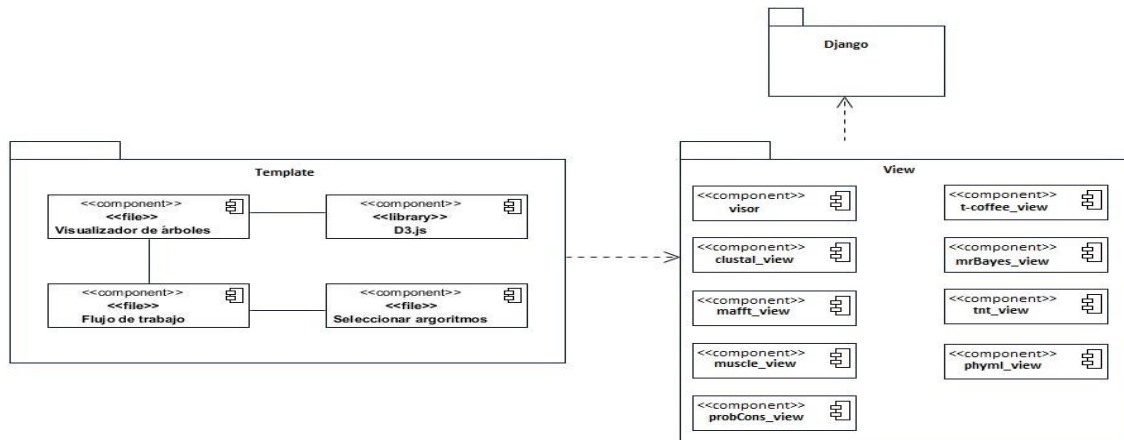 Django
Template
<<component>>
<<file>>
Visualizador de árboles
<<component>>
<<library>>
D3.js
<<component>>
<<file>>
Flujo de trabajo
<<component>>
<<file>>
Seleccionar argoritmos
View
<<component>>
visor
<<component>>
clustal_view
<<component>>
mafft_view
<<component>>
muscle_view
<<component>>
probCons_view
<<component>>
t-coffee_view
<<component>>
mrBayes_view
<<component>>
tnt_view
<<component>>
phyml_view